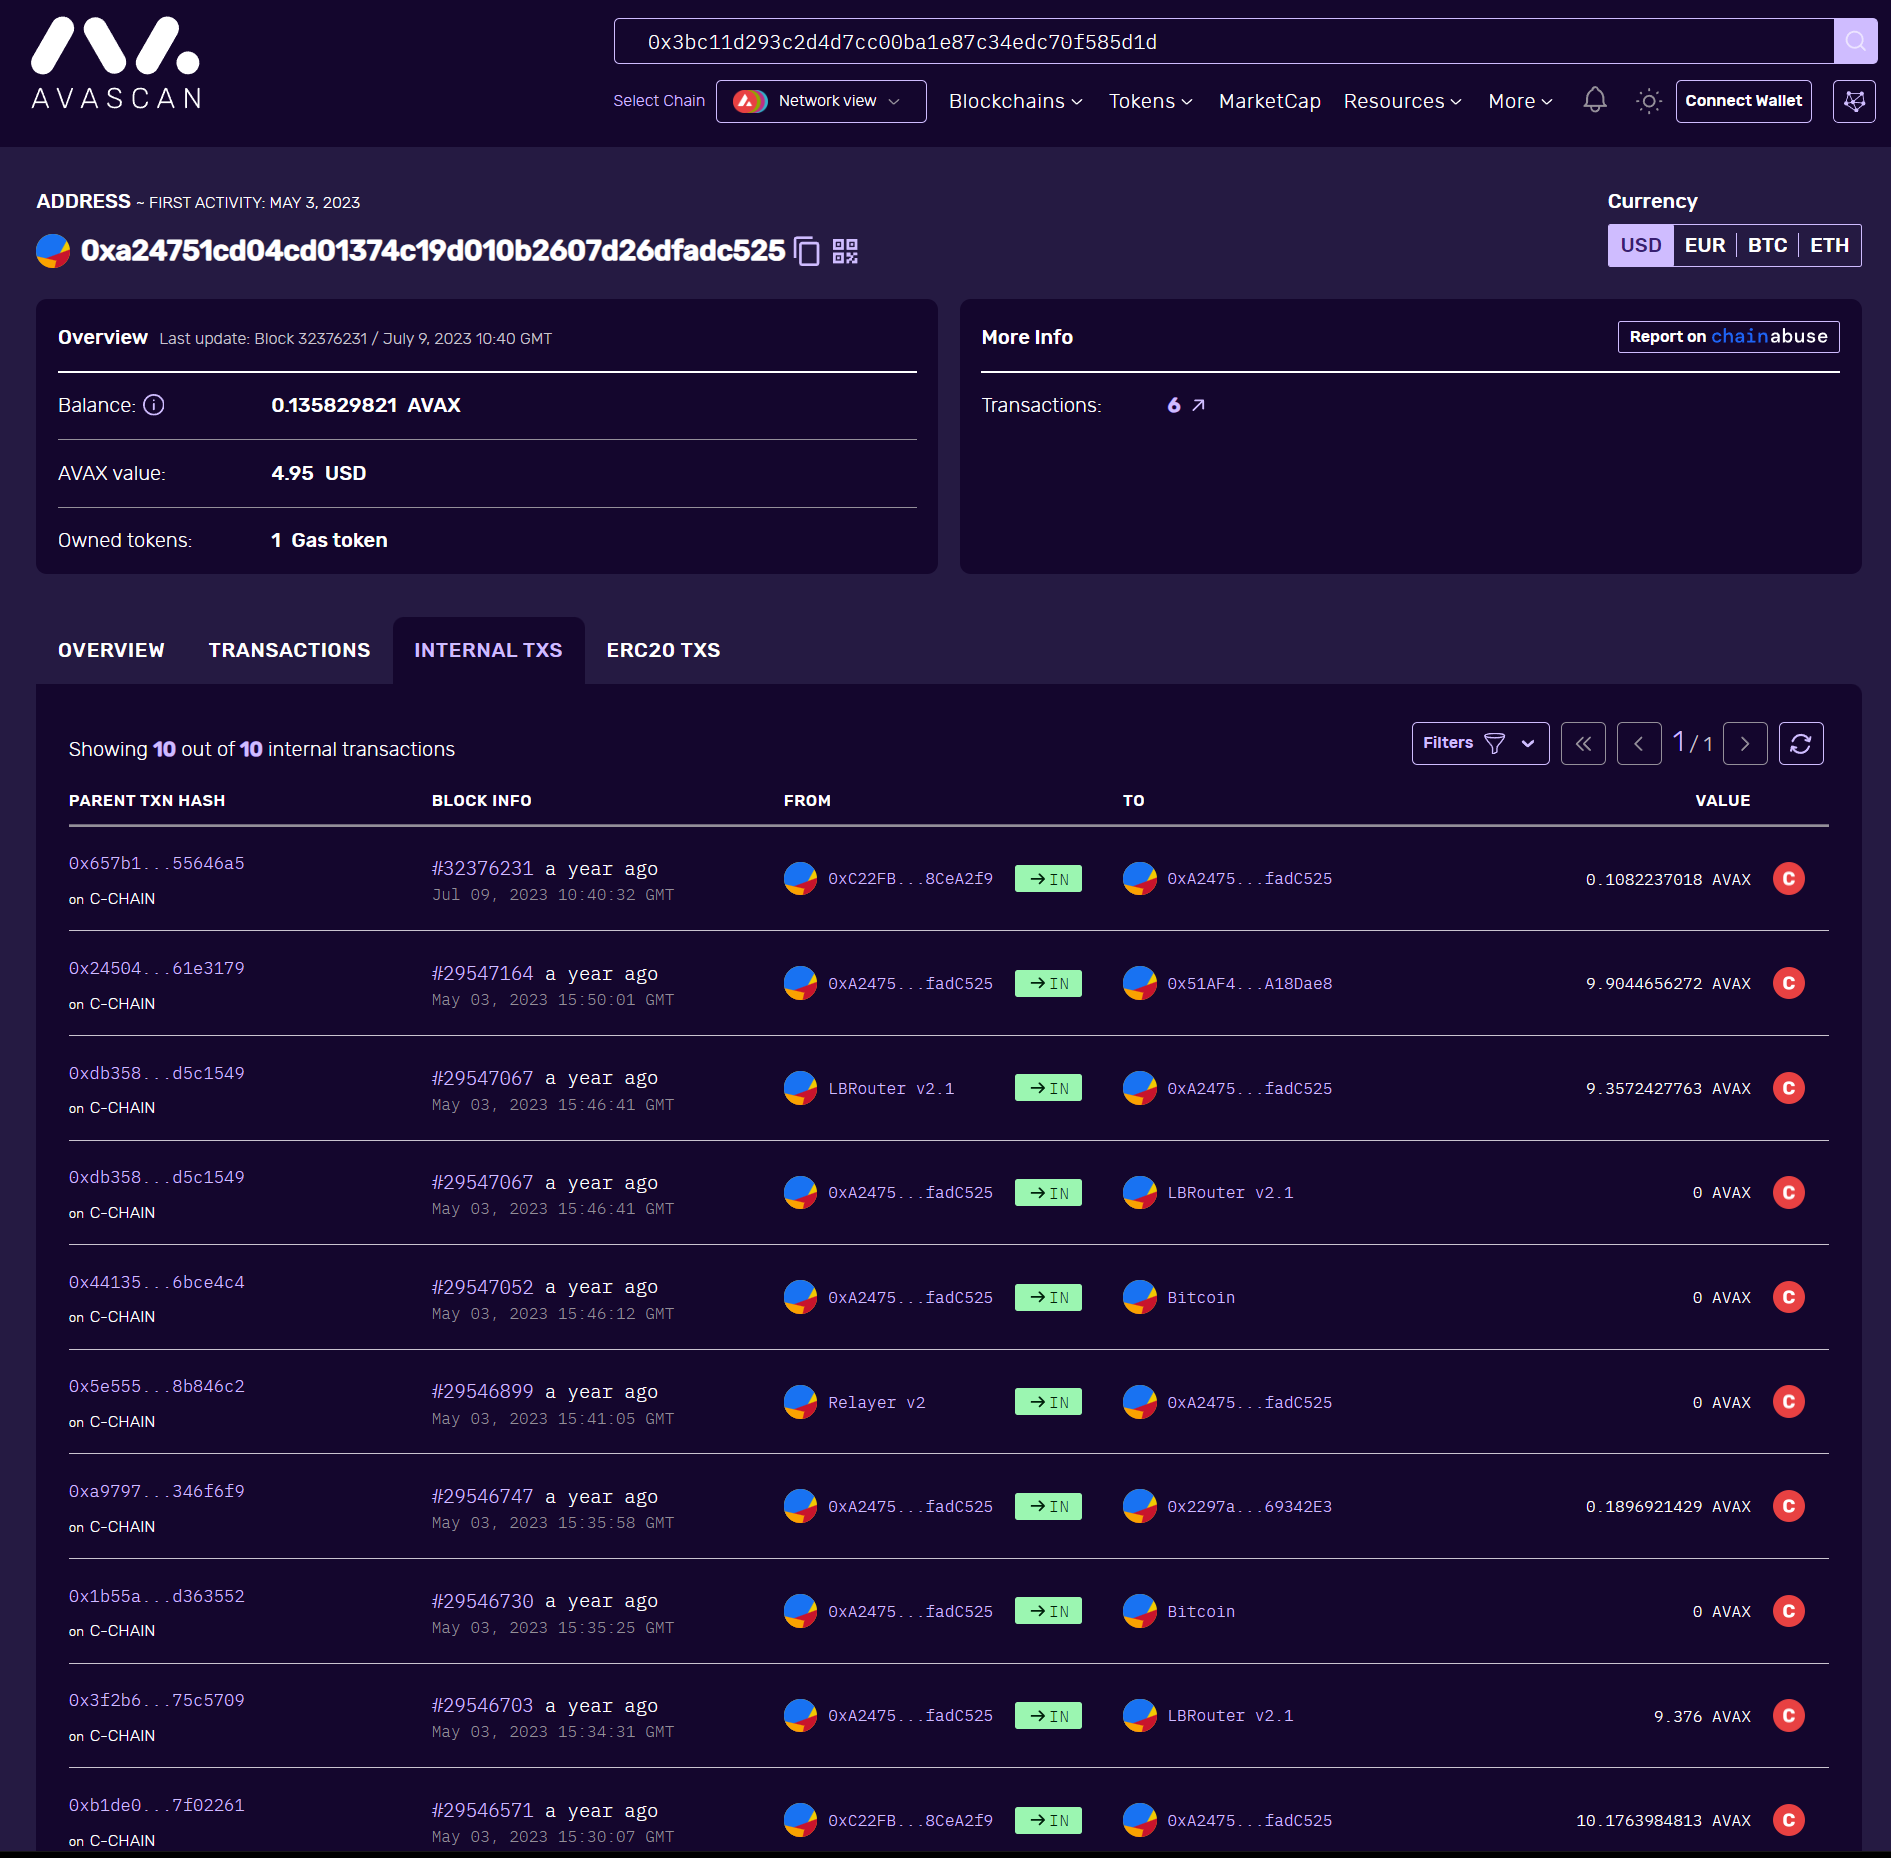 AVASCAN
0x3bc11d293c2d4d7cc00ba1e87c34edc70f585d1d
Select Chain Network view Blockchains Tokens MarketCap Resources More Connect Wallet
ADDRESS ~ FIRST ACTIVITY: MAY 3, 2023
Currency
0xa24751cd04cd01374c19d010b2607d26dfadc525
USD EUR BTC ETH
Overview Last update: Block 32376231 / July 9, 2023 10:40 GMT
Balance: 0.135829821 AVAX
AVAX value: 4.95 USD
Owned tokens: 1 Gas token
More Info
Report on chainabuse
Transactions: 6
OVERVIEW TRANSACTIONS INTERNAL TXS ERC20 TXS
Showing 10 out of 10 internal transactions
Filters 1 / 1
PARENT TXN HASH BLOCK INFO FROM TO VALUE
0x657b1...55646a5 #32376231 a year ago 0xC22FB...8CeA2f9 IN 0xA2475...fadC525 0.1082237018 AVAX C
on C-CHAIN Jul 09, 2023 10:40:32 GMT
0x24504...61e3179 #29547164 a year ago 0xA2475...fadC525 IN 0x51AF4...A18Dae8 9.9044656272 AVAX C
on C-CHAIN May 03, 2023 15:50:01 GMT
0xdb358...d5c1549 #29547067 a year ago LBRouter v2.1 IN 0xA2475...fadC525 9.3572427763 AVAX C
on C-CHAIN May 03, 2023 15:46:41 GMT
0xdb358...d5c1549 #29547067 a year ago 0xA2475...fadC525 IN LBRouter v2.1 0 AVAX C
on C-CHAIN May 03, 2023 15:46:41 GMT
0x44135...6bce4c4 #29547052 a year ago 0xA2475...fadC525 IN Bitcoin 0 AVAX C
on C-CHAIN May 03, 2023 15:46:12 GMT
0x5e555...8b846c2 #29546899 a year ago Relayer v2 IN 0xA2475...fadC525 0 AVAX C
on C-CHAIN May 03, 2023 15:41:05 GMT
0xa9797...346f6f9 #29546747 a year ago 0xA2475...fadC525 IN 0x2297a...69342E3 0.1896921429 AVAX C
on C-CHAIN May 03, 2023 15:35:58 GMT
0x1b55a...d363552 #29546730 a year ago 0xA2475...fadC525 IN Bitcoin 0 AVAX C
on C-CHAIN May 03, 2023 15:35:25 GMT
0x3f2b6...75c5709 #29546703 a year ago 0xA2475...fadC525 IN LBRouter v2.1 9.376 AVAX C
on C-CHAIN May 03, 2023 15:34:31 GMT
0xb1de0...7f02261 #29546571 a year ago 0xC22FB...8CeA2f9 IN 0xA2475...fadC525 10.1763984813 AVAX C
on C-CHAIN May 03, 2023 15:30:07 GMT